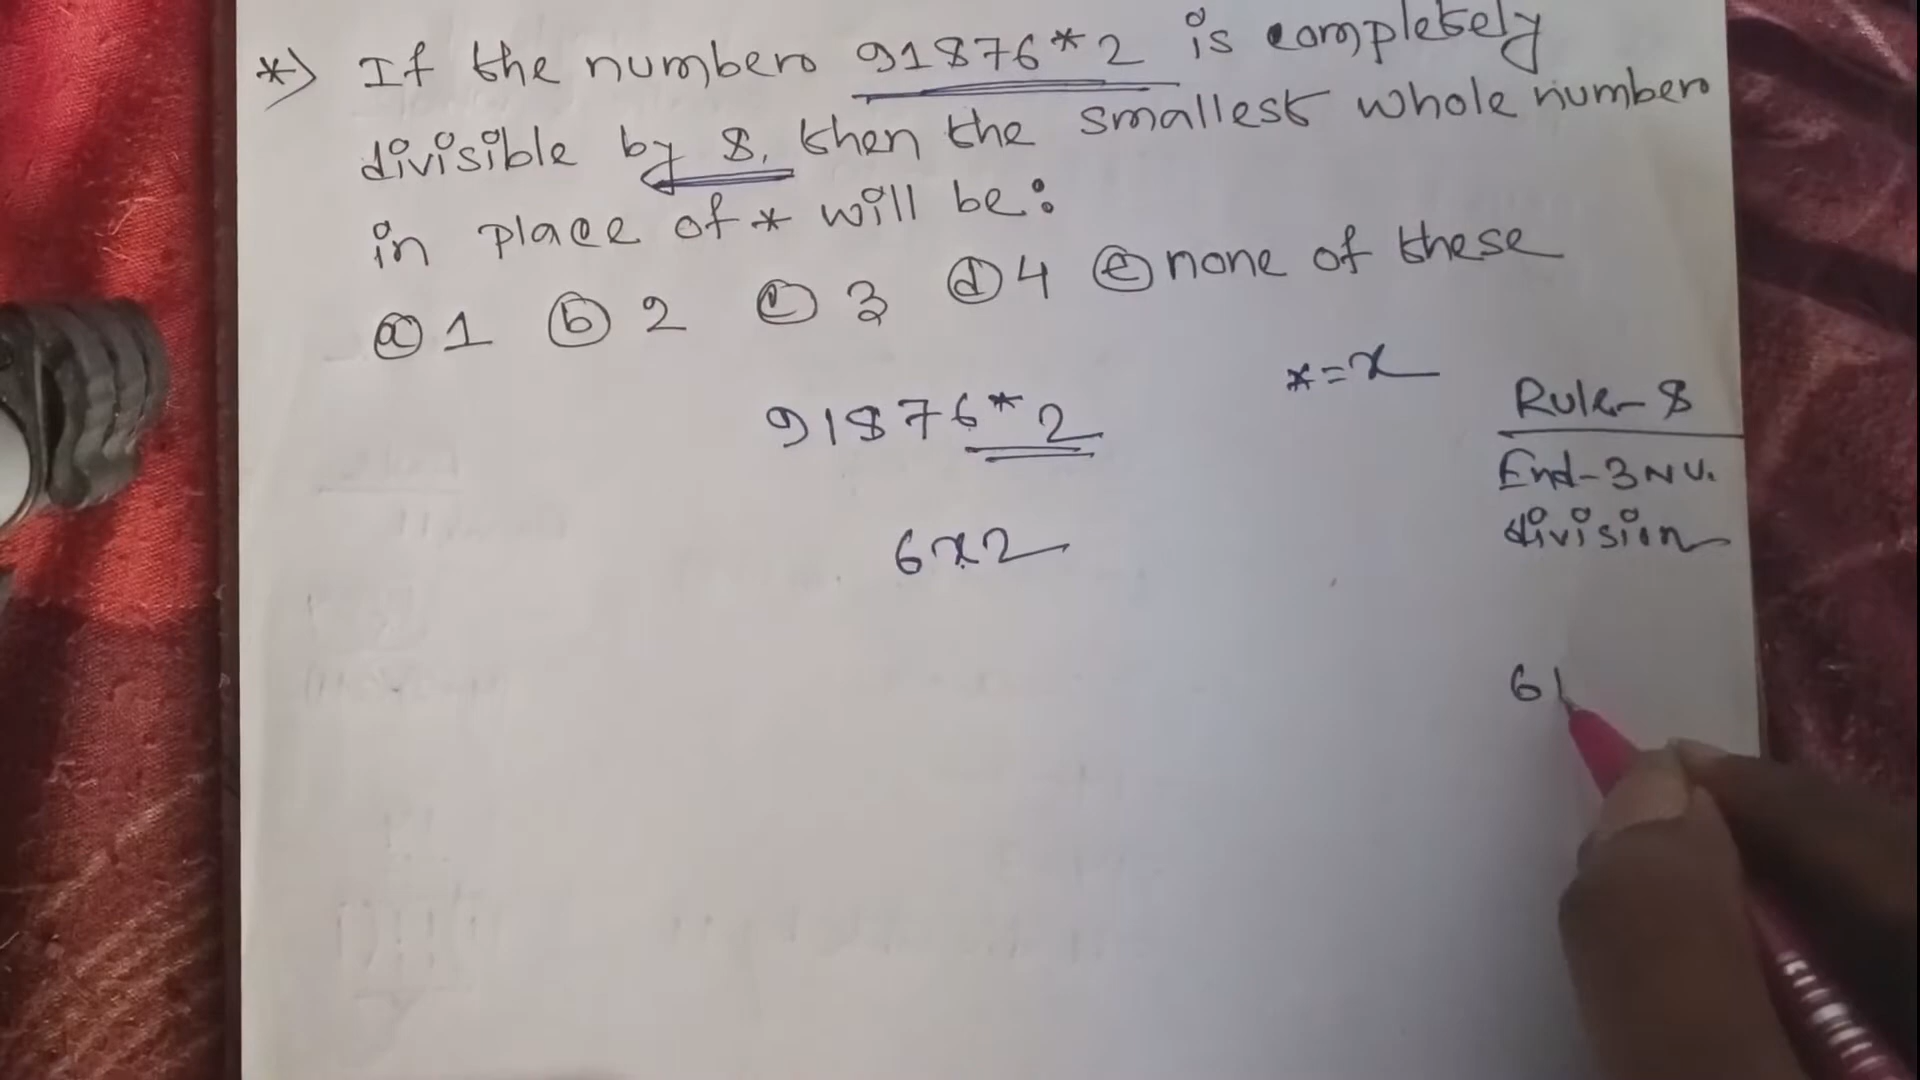 *) If the number 91876*2 is completely
divisible by 8, then the smallest whole number
in place of * will be:
(a) 1 (b) 2 (c) 3 (d) 4 (e) none of these
91876*2
*=x
Rule-8
End-3 NU.
division
6x2
61